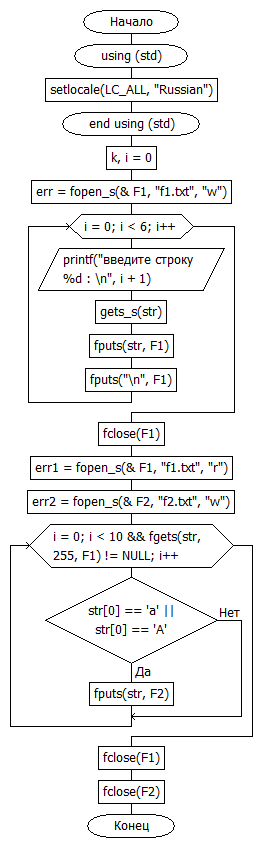 Начало
using (std)
setlocale(LC_ALL, "Russian")
end using (std)
k, i = 0
err = fopen_s(& F1, "f1.txt", "w")
i = 0; i < 6; i++
printf("введите строку
%d : \n", i + 1)
gets_s(str)
fputs(str, F1)
fputs("\n", F1)
fclose(F1)
err1 = fopen_s(& F1, "f1.txt", "r")
err2 = fopen_s(& F2, "f2.txt", "w")
i = 0; i < 10 && fgets(str,
255, F1) != NULL; i++
str[0] == 'a' ||
str[0] == 'A'
Нет
Да
fputs(str, F2)
fclose(F1)
fclose(F2)
Конец